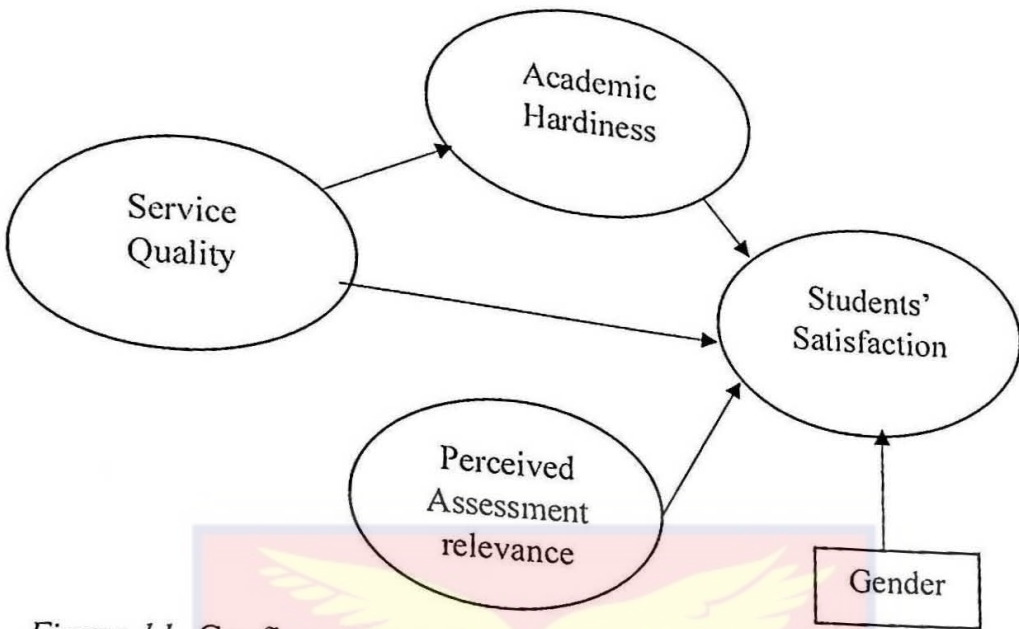 Academic
Hardiness
Service
Quality
Students’
Satisfaction
Perceived
Assessment
relevance
Gender